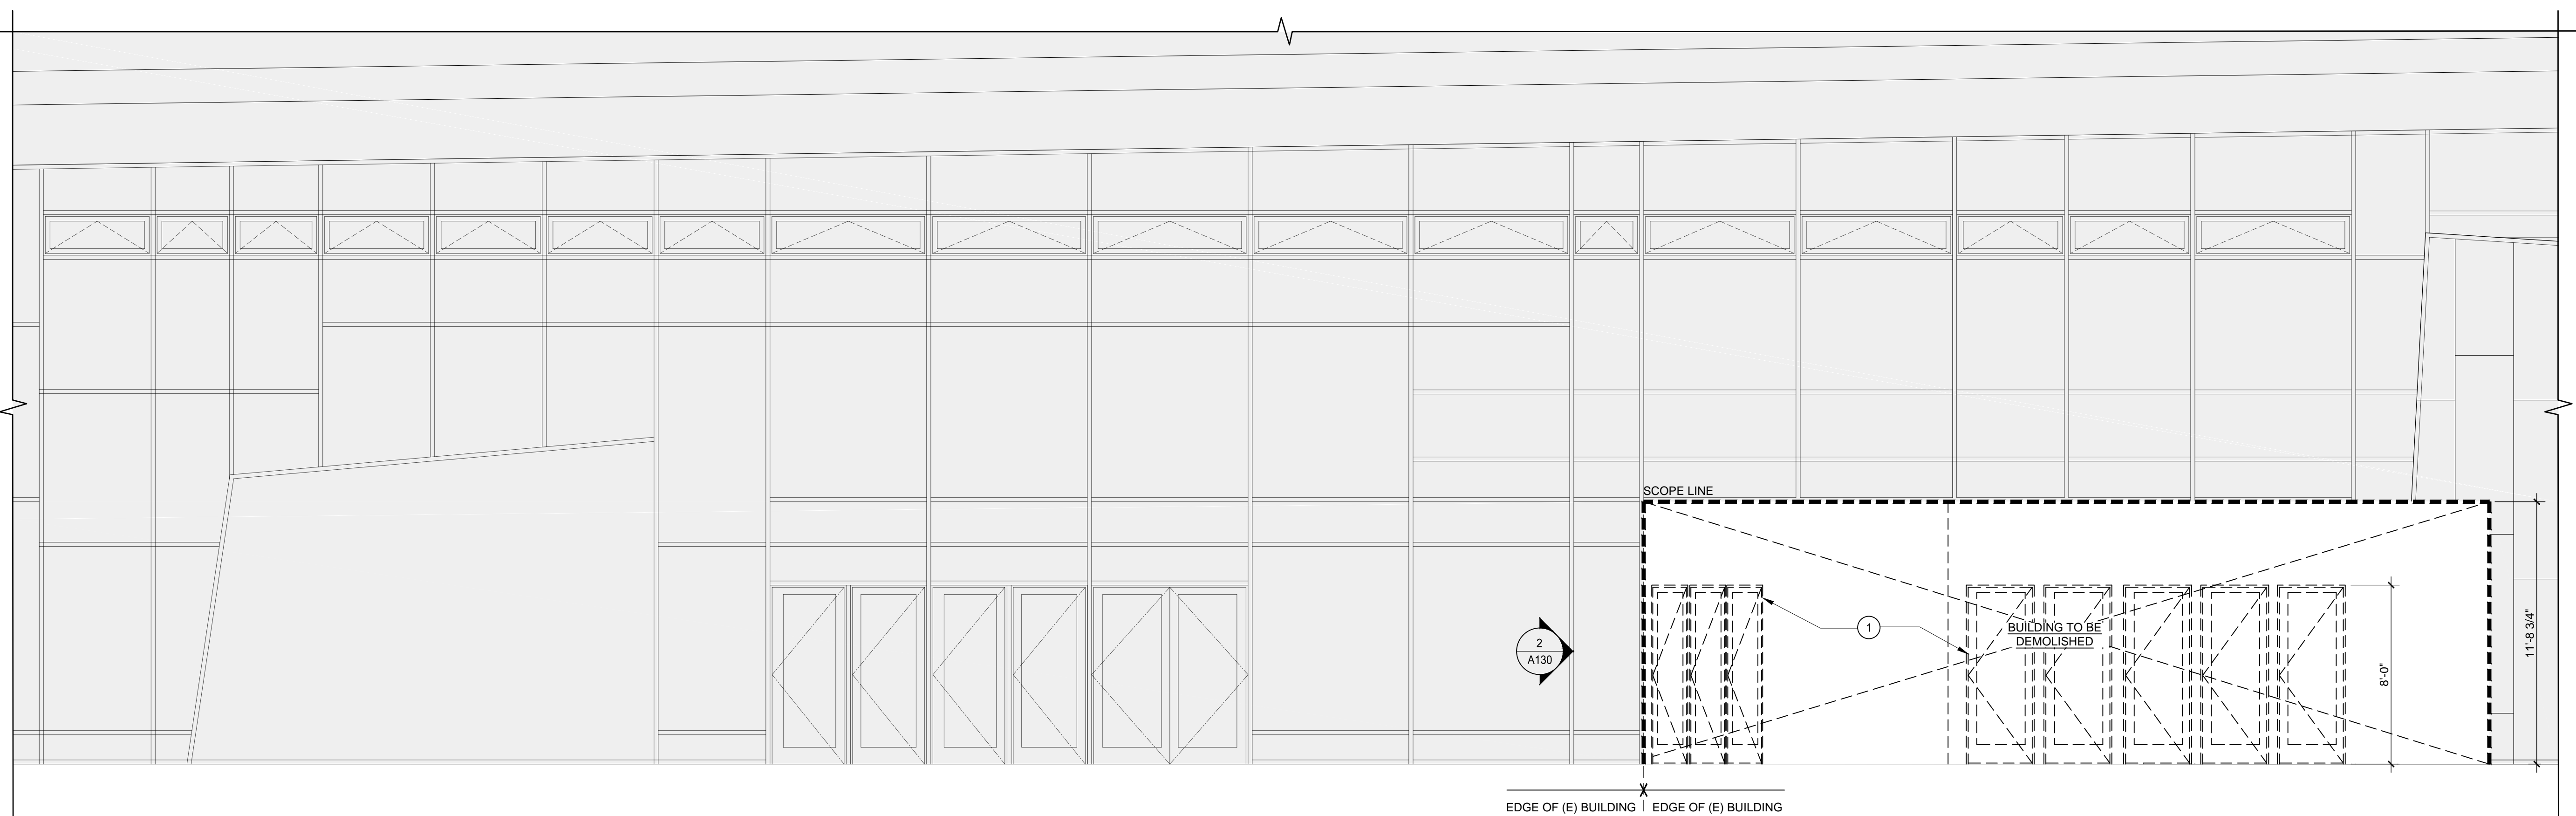 SCOPE LINE
2
A130
1
BUILDING TO BE
DEMOLISHED
8'-0"
11'-8 3/4"
EDGE OF (E) BUILDING
EDGE OF (E) BUILDING